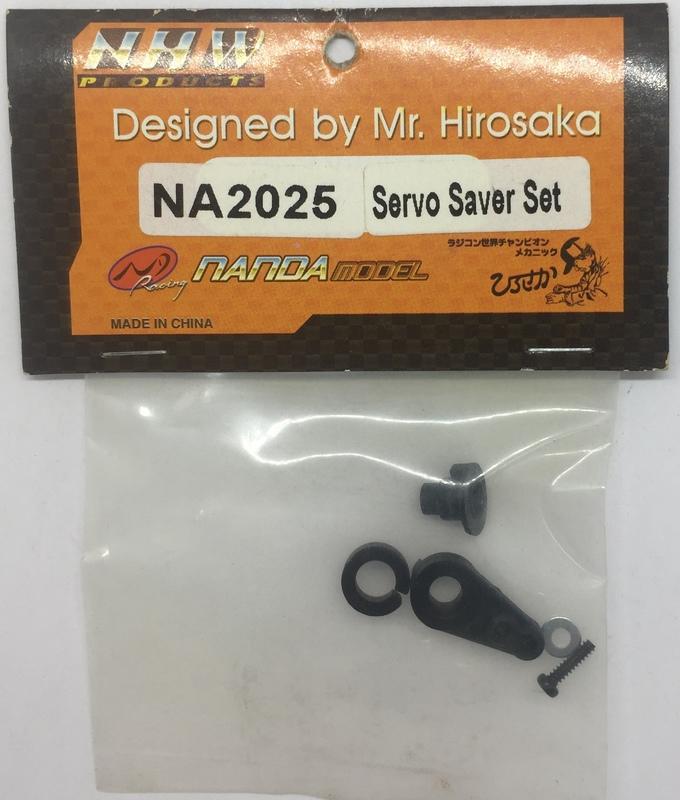 NHW
PRODUCTS
Designed by Mr. Hirosaka
NA2025
Servo Saver Set
ND Racing
NANDA MODEL
ラジコン世界チャンピオン
メカニック
ひろさか
MADE IN CHINA